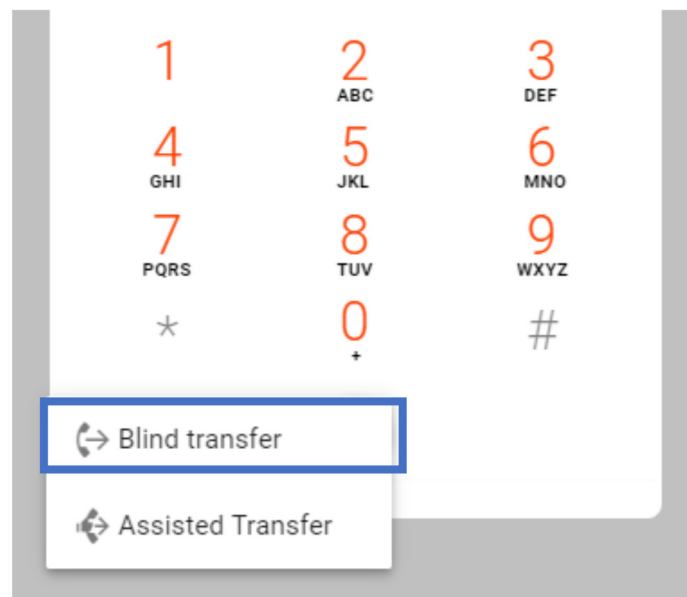 1 2 3
ABC DEF
4 5 6
GHI JKL MNO
7 8 9
PQRS TUV WXYZ
* 0 #
+
Blind transfer
Assisted Transfer